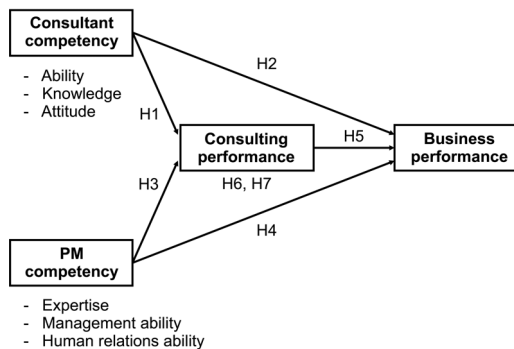 Consultant
competency
- Ability
- Knowledge
- Attitude
H2
H1
Consulting
performance
H5
Business
performance
H6, H7
H3
H4
PM
competency
- Expertise
- Management ability
- Human relations ability